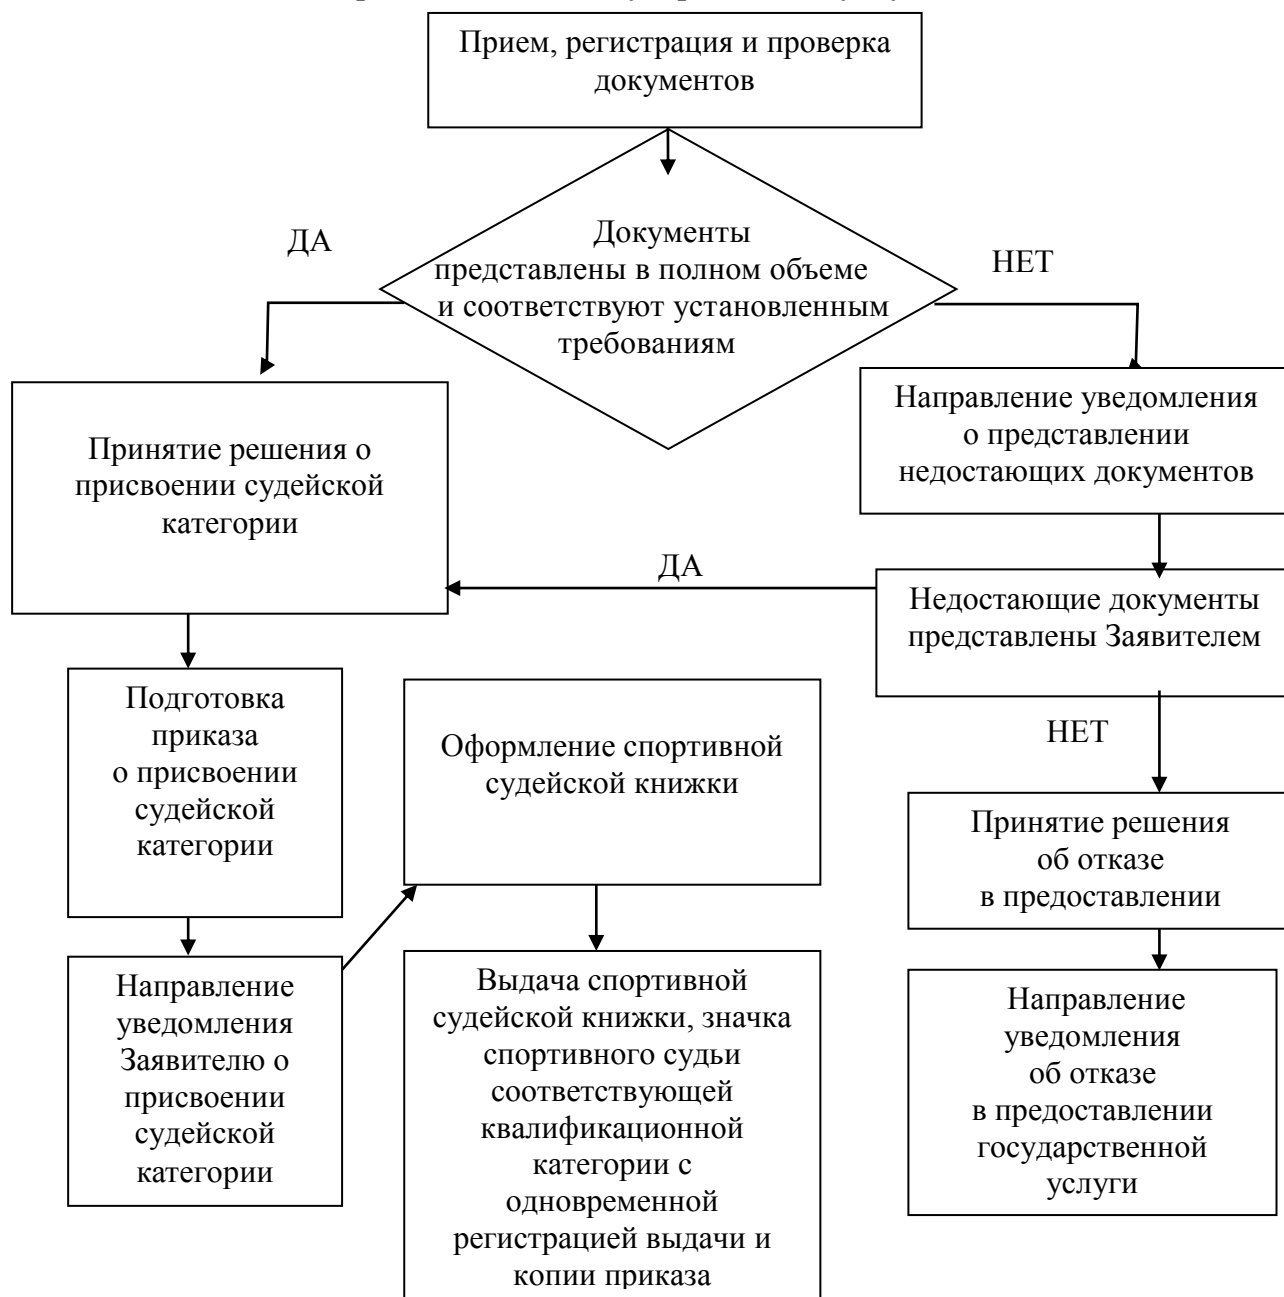 Прием, регистрация и проверка
документов
ДА
Документы
представлены в полном объеме
и соответствуют установленным
требованиям
НЕТ
Принятие решения о
присвоении судейской
категории
Направление уведомления
о представлении
недостающих документов
ДА
Недостающие документы
представлены Заявителем
НЕТ
Подготовка
приказа
о присвоении
судейской
категории
Оформление спортивной
судейской книжки
Принятие решения
об отказе
в предоставлении
Направление
уведомления
Заявителю о
присвоении
судейской
категории
Выдача спортивной
судейской книжки, значка
спортивного судьи
соответствующей
квалификационной
категории с
одновременной
регистрацией выдачи и
копии приказа
Направление
уведомления
об отказе
в предоставлении
государственной
услуги